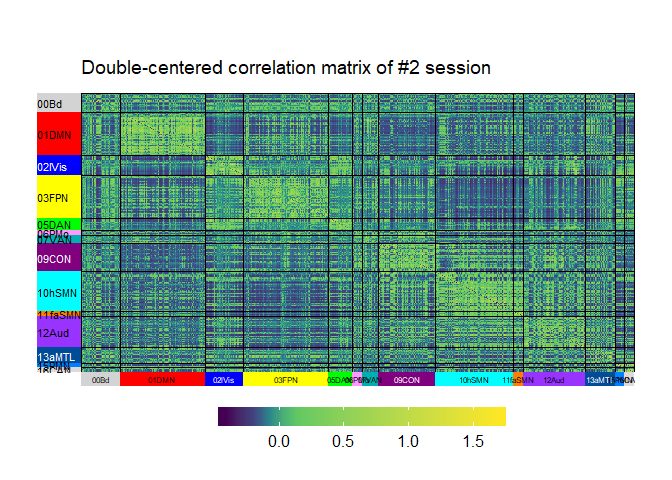 Double-centered correlation matrix of #2 session
00Bd
01DMN
02lVis
03FPN
05DAN
07VAN
09CON
10hSMN
11faSMN
12Aud
13aMTL
00Bd
01DMN
02lVis
03FPN
05DAN
09CON
10hSMN
11faSMN
12Aud
13aMTL
0.0
0.5
1.0
1.5